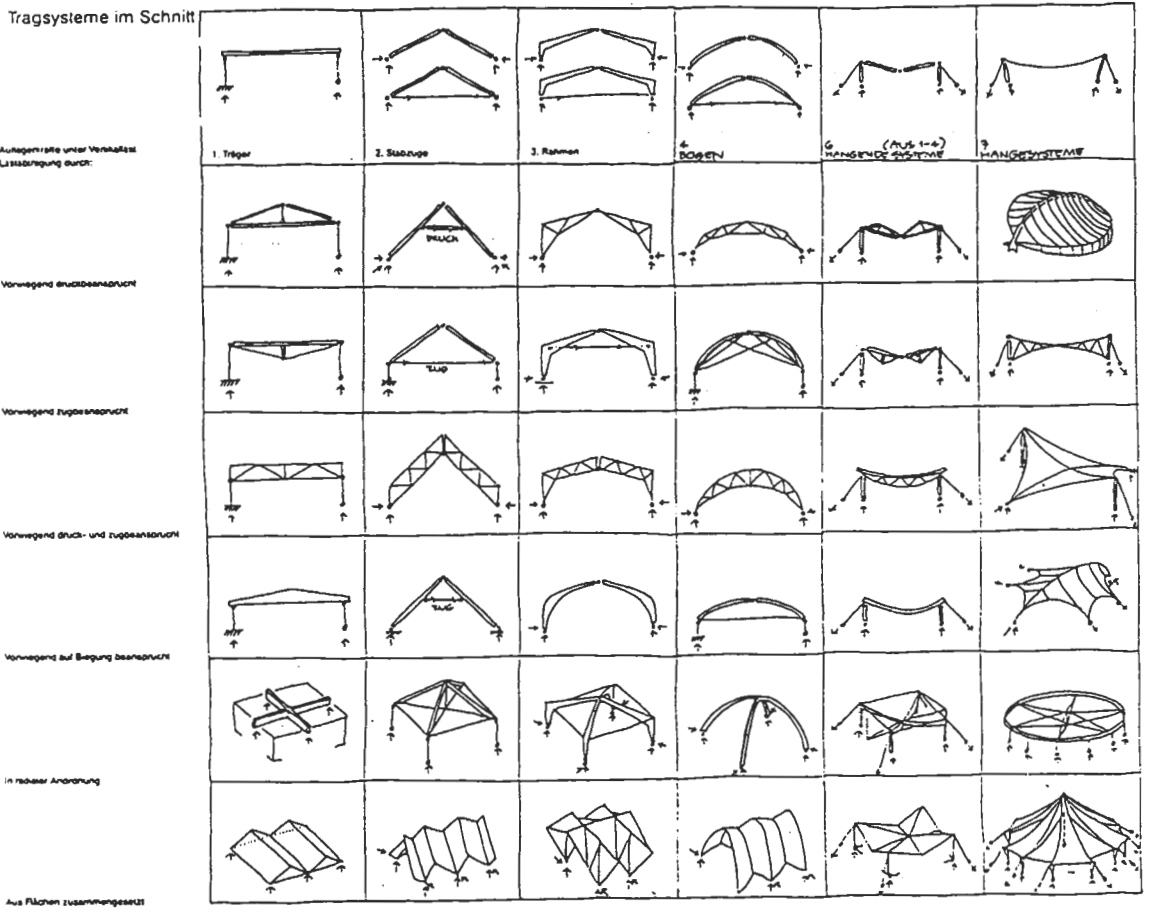 Tragsysteme im Schnitt
Auflagerkräfte unter Vertikallast
Lastabtragung durch:
1. Träger
2. Stabzüge
3. Rahmen
4
BOGEN
6 (AUS 1-4)
HÄNGENDE SYSTEME
7
HÄNGESYSTEME
DRUCK
Vorwiegend druckbeansprucht
ZUG
Vorwiegend zugbeansprucht
Vorwiegend druck- und zugbeansprucht
ZUG
Vorwiegend auf Biegung beansprucht
In radialer Anordnung
Aus Flächen zusammengesetzt